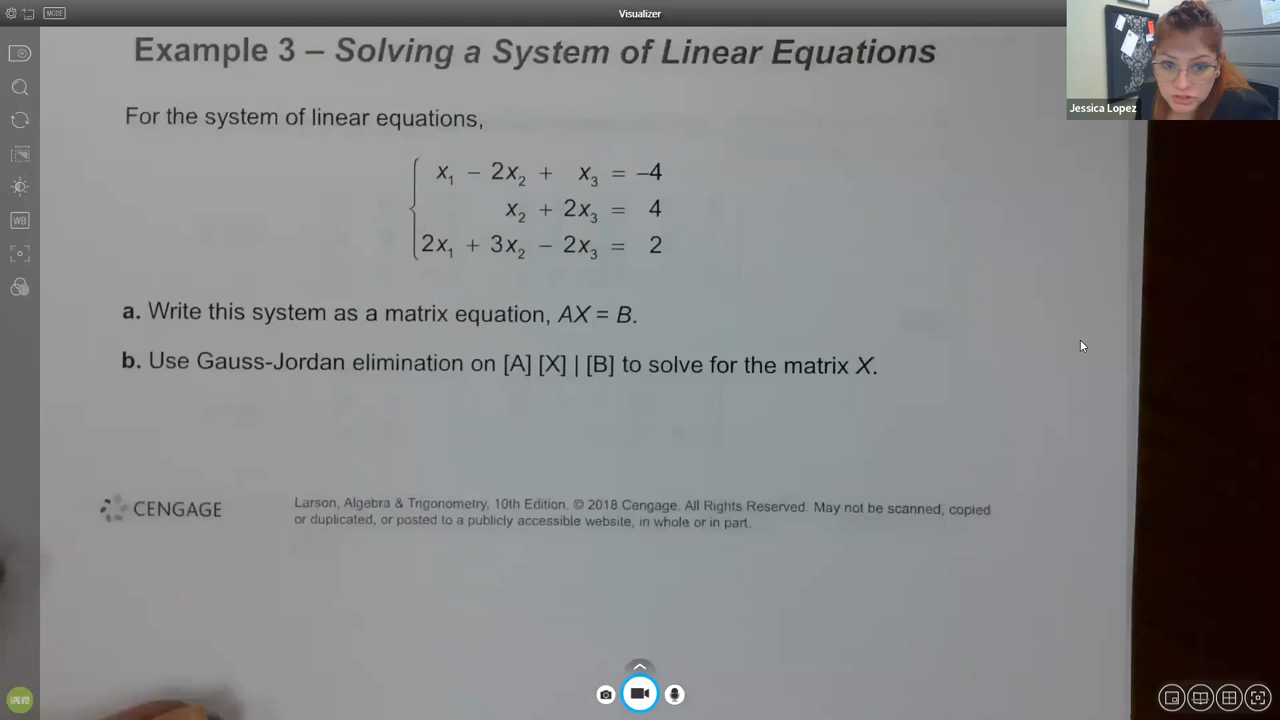 Visualizer
MODE
Jessica Lopez
Example 3 – Solving a System of Linear Equations
For the system of linear equations,
x₁ − 2x₂ + x₃ = –4
x₂ + 2x₃ = 4
2x₁ + 3x₂ − 2x₃ = 2
a. Write this system as a matrix equation, AX = B.
b. Use Gauss-Jordan elimination on [A] [X] | [B] to solve for the matrix X.
CENGAGE
Larson, Algebra & Trigonometry, 10th Edition. © 2018 Cengage. All Rights Reserved. May not be scanned, copied
or duplicated, or posted to a publicly accessible website, in whole or in part.
WB
IPEVO